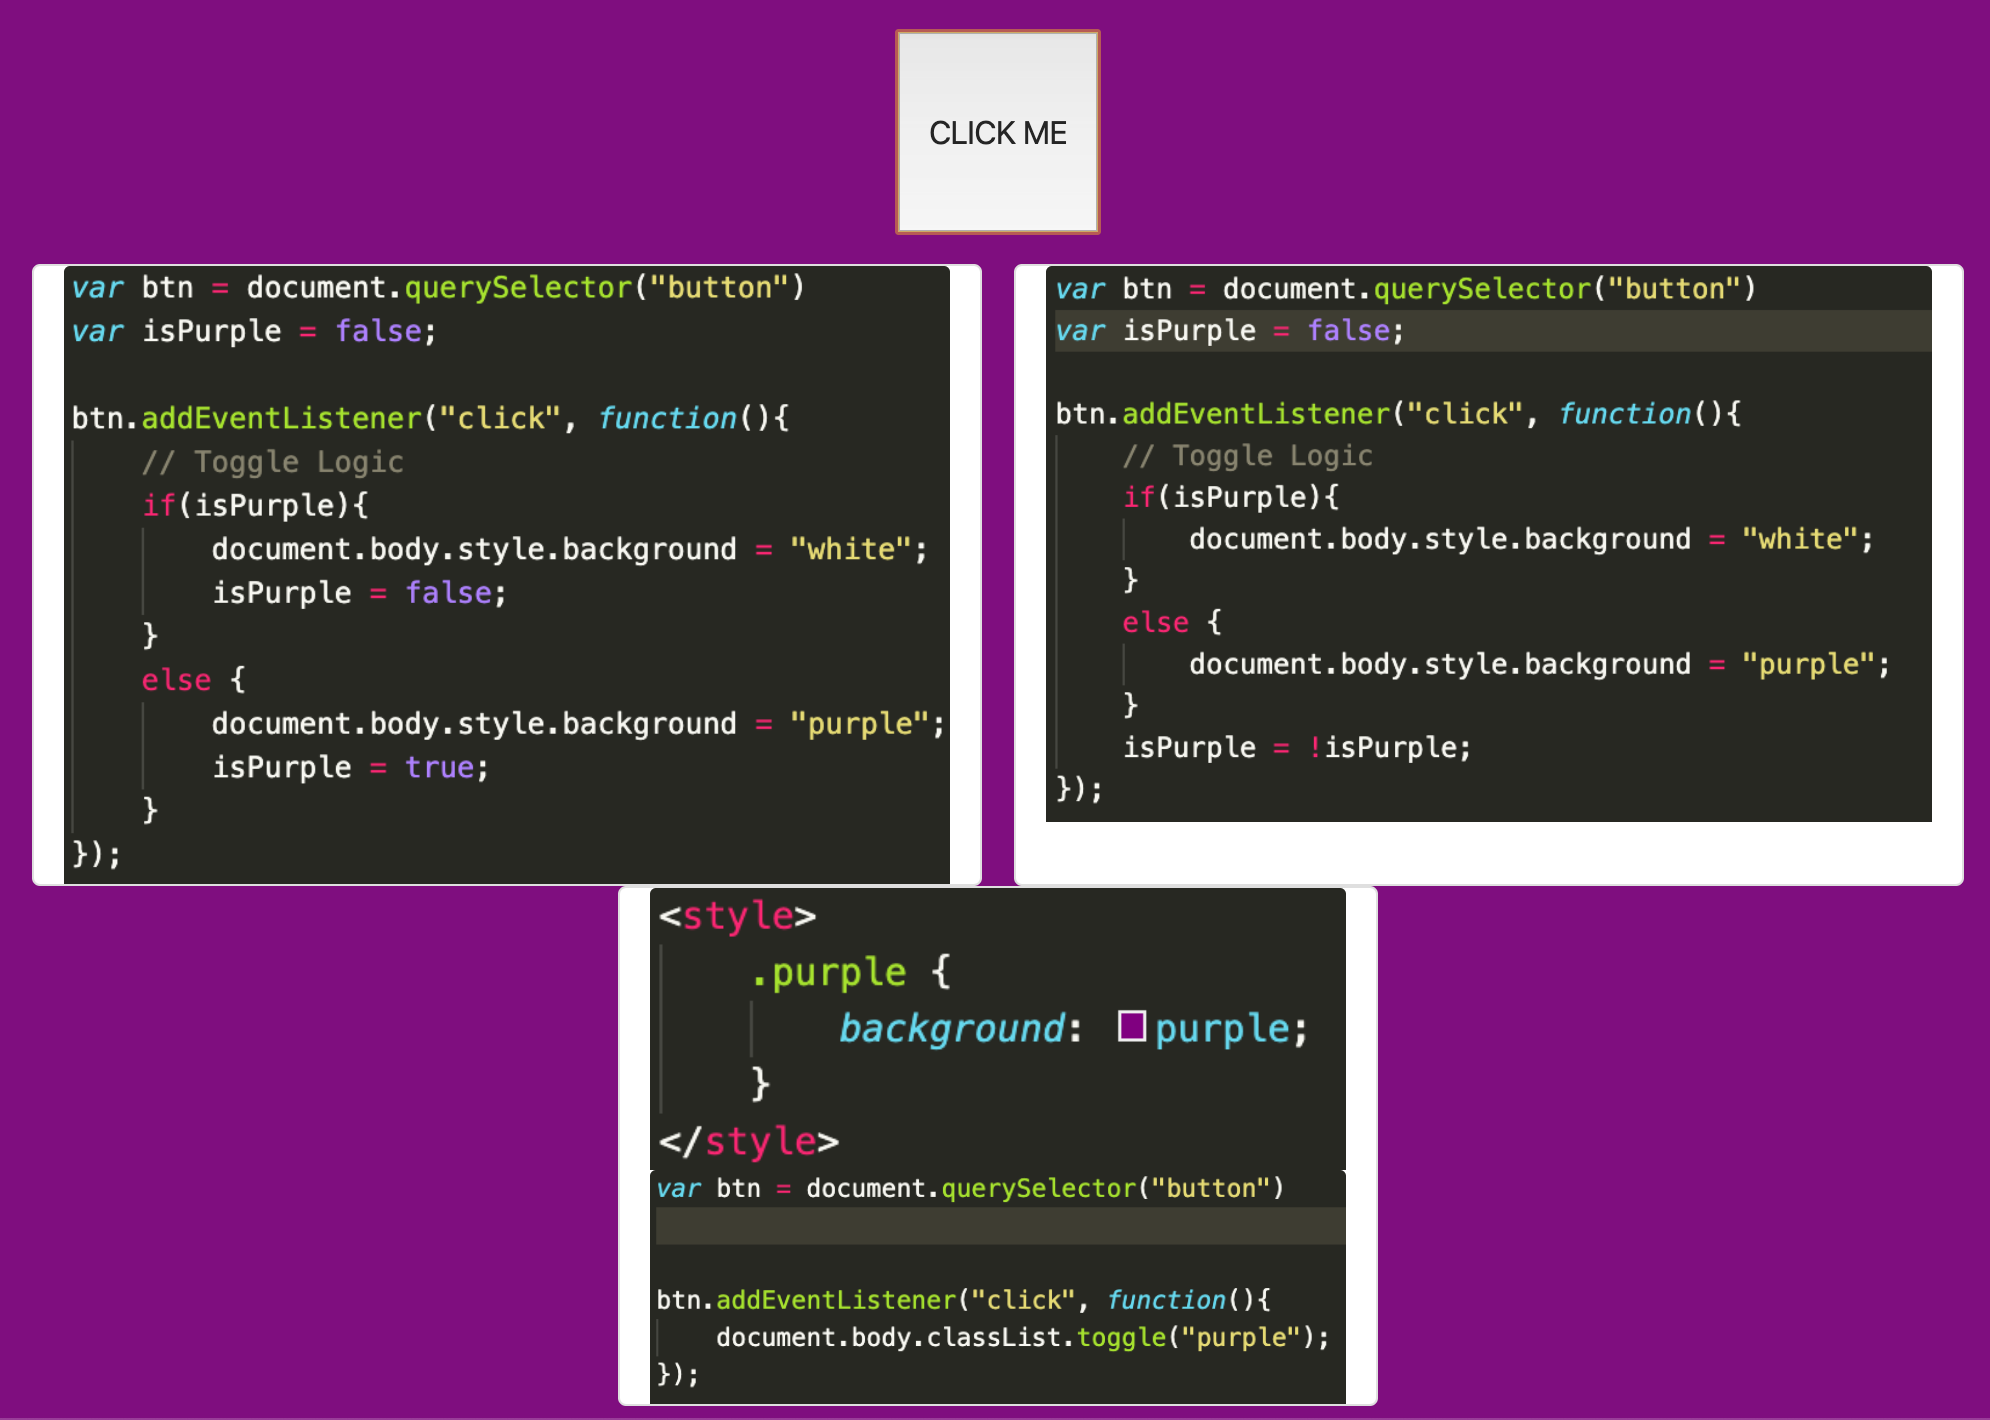 CLICK ME
var btn = document.querySelector("button")
var isPurple = false;
btn.addEventListener("click", function(){
// Toggle Logic
if(isPurple){
document.body.style.background = "white";
isPurple = false;
}
else {
document.body.style.background = "purple";
isPurple = true;
}
});
var btn = document.querySelector("button")
var isPurple = false;
btn.addEventListener("click", function(){
// Toggle Logic
if(isPurple){
document.body.style.background = "white";
}
else {
document.body.style.background = "purple";
}
isPurple = !isPurple;
});
<style>
.purple {
background: purple;
}
</style>
var btn = document.querySelector("button")
btn.addEventListener("click", function(){
document.body.classList.toggle("purple");
});